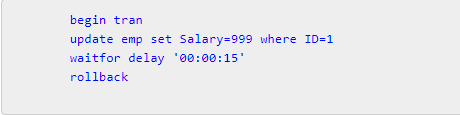 begin tran
update emp set Salary=999 where ID=1
waitfor delay '00:00:15'
rollback